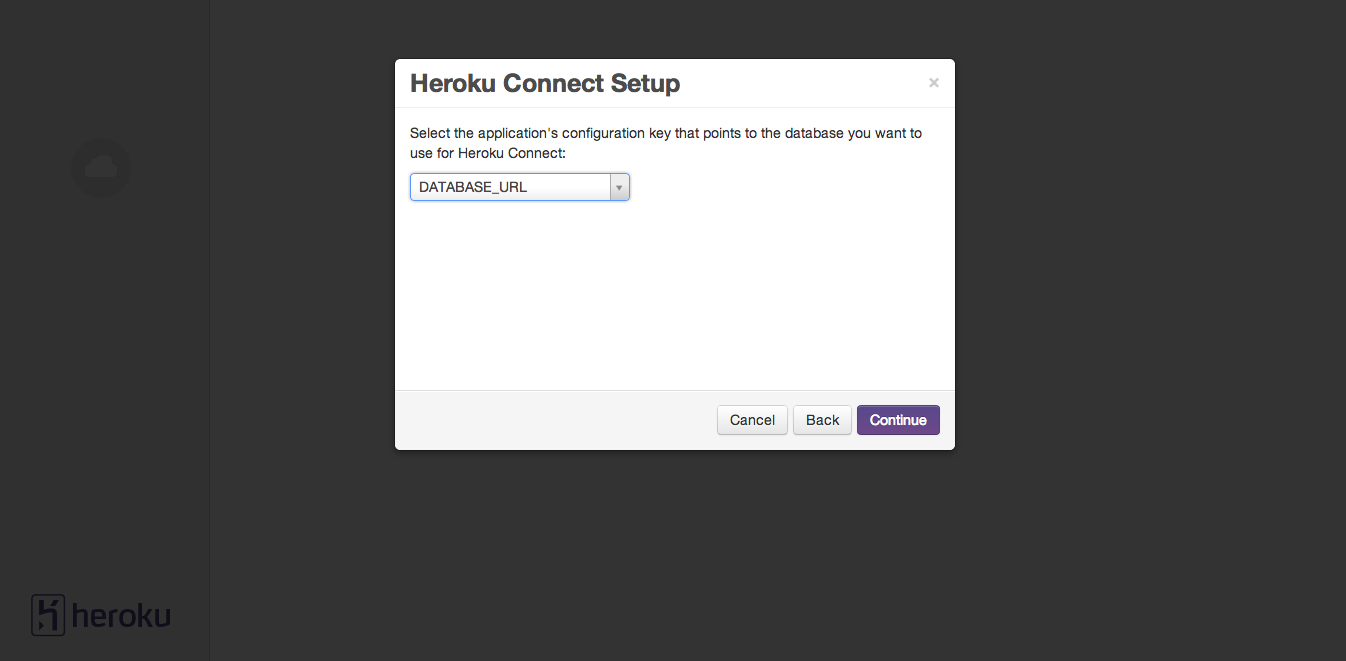 Heroku Connect Setup
×
Select the application's configuration key that points to the database you want to
use for Heroku Connect:
DATABASE_URL
Cancel
Back
Continue
heroku